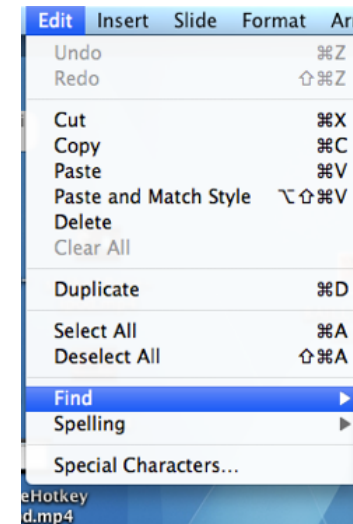 Edit Insert Slide Format Ar
Undo ⌘Z
Redo ⇧⌘Z
Cut ⌘X
Copy ⌘C
Paste ⌘V
Paste and Match Style ⌥⇧⌘V
Delete
Clear All
Duplicate ⌘D
Select All ⌘A
Deselect All ⇧⌘A
Find ▶
Spelling ▶
Special Characters...
eHotkey
d.mp4